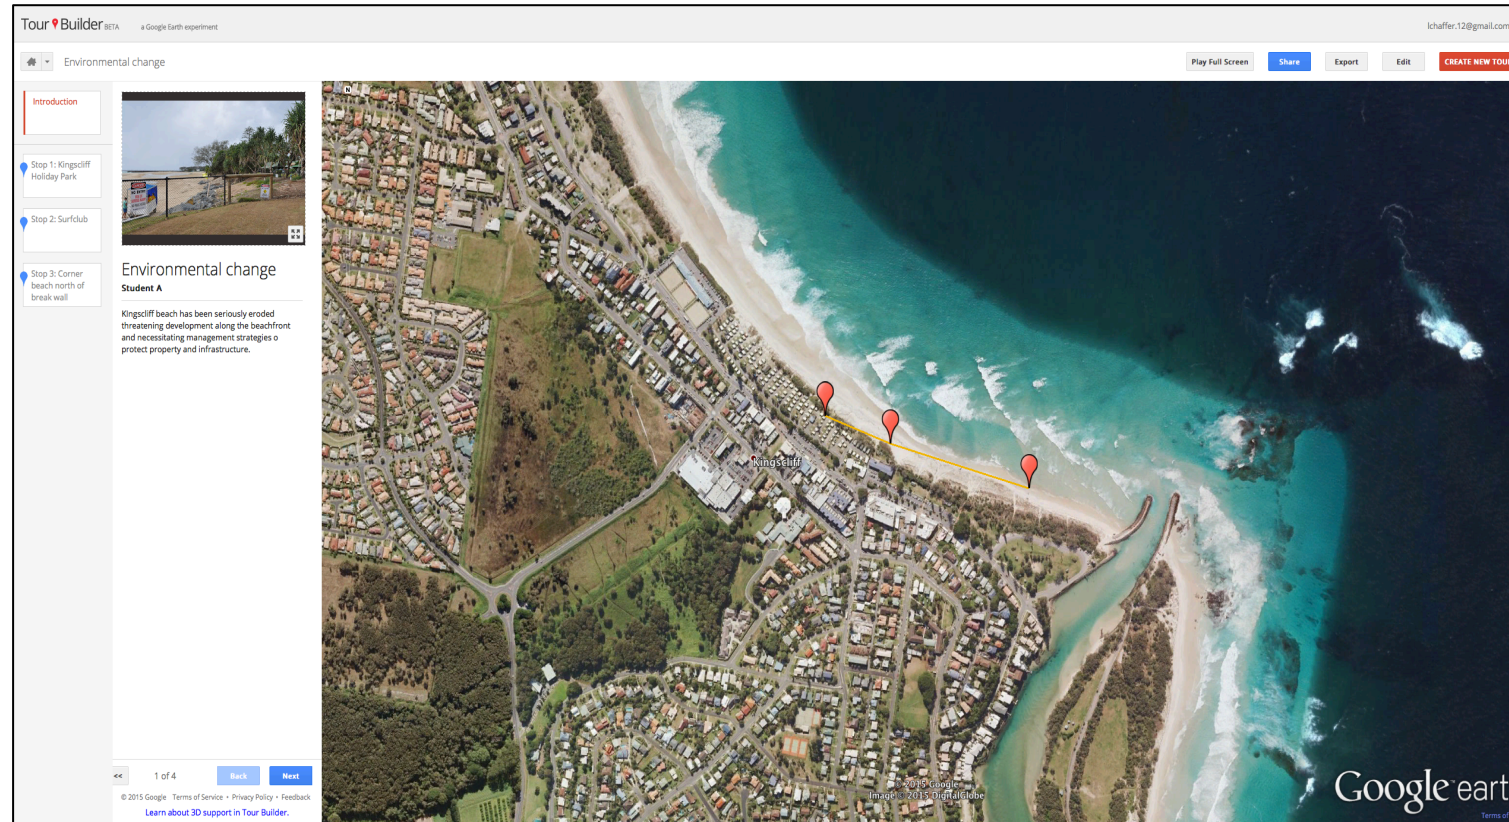 Tour Builder BETA a Google Earth experiment
lchaffer.12@gmail.com
Environmental change
Play Full Screen Share Export Edit CREATE NEW TOUR
Introduction
Stop 1: Kingscliff
Holiday Park
Stop 2: Surfclub
Stop 3: Corner
beach north of
break wall
Environmental change
Student A
KIngscliff beach has been seriously eroded
threatening development along the beachfront
and necessitating management strategies o
protect property and infrastructure.
N
Kingscliff
<< 1 of 4 Back Next
© 2015 Google Terms of Service • Privacy Policy • Feedback
Learn about 3D support in Tour Builder.
© 2015 Google
Image © 2015 DigitalGlobe
Google eart
Terms of